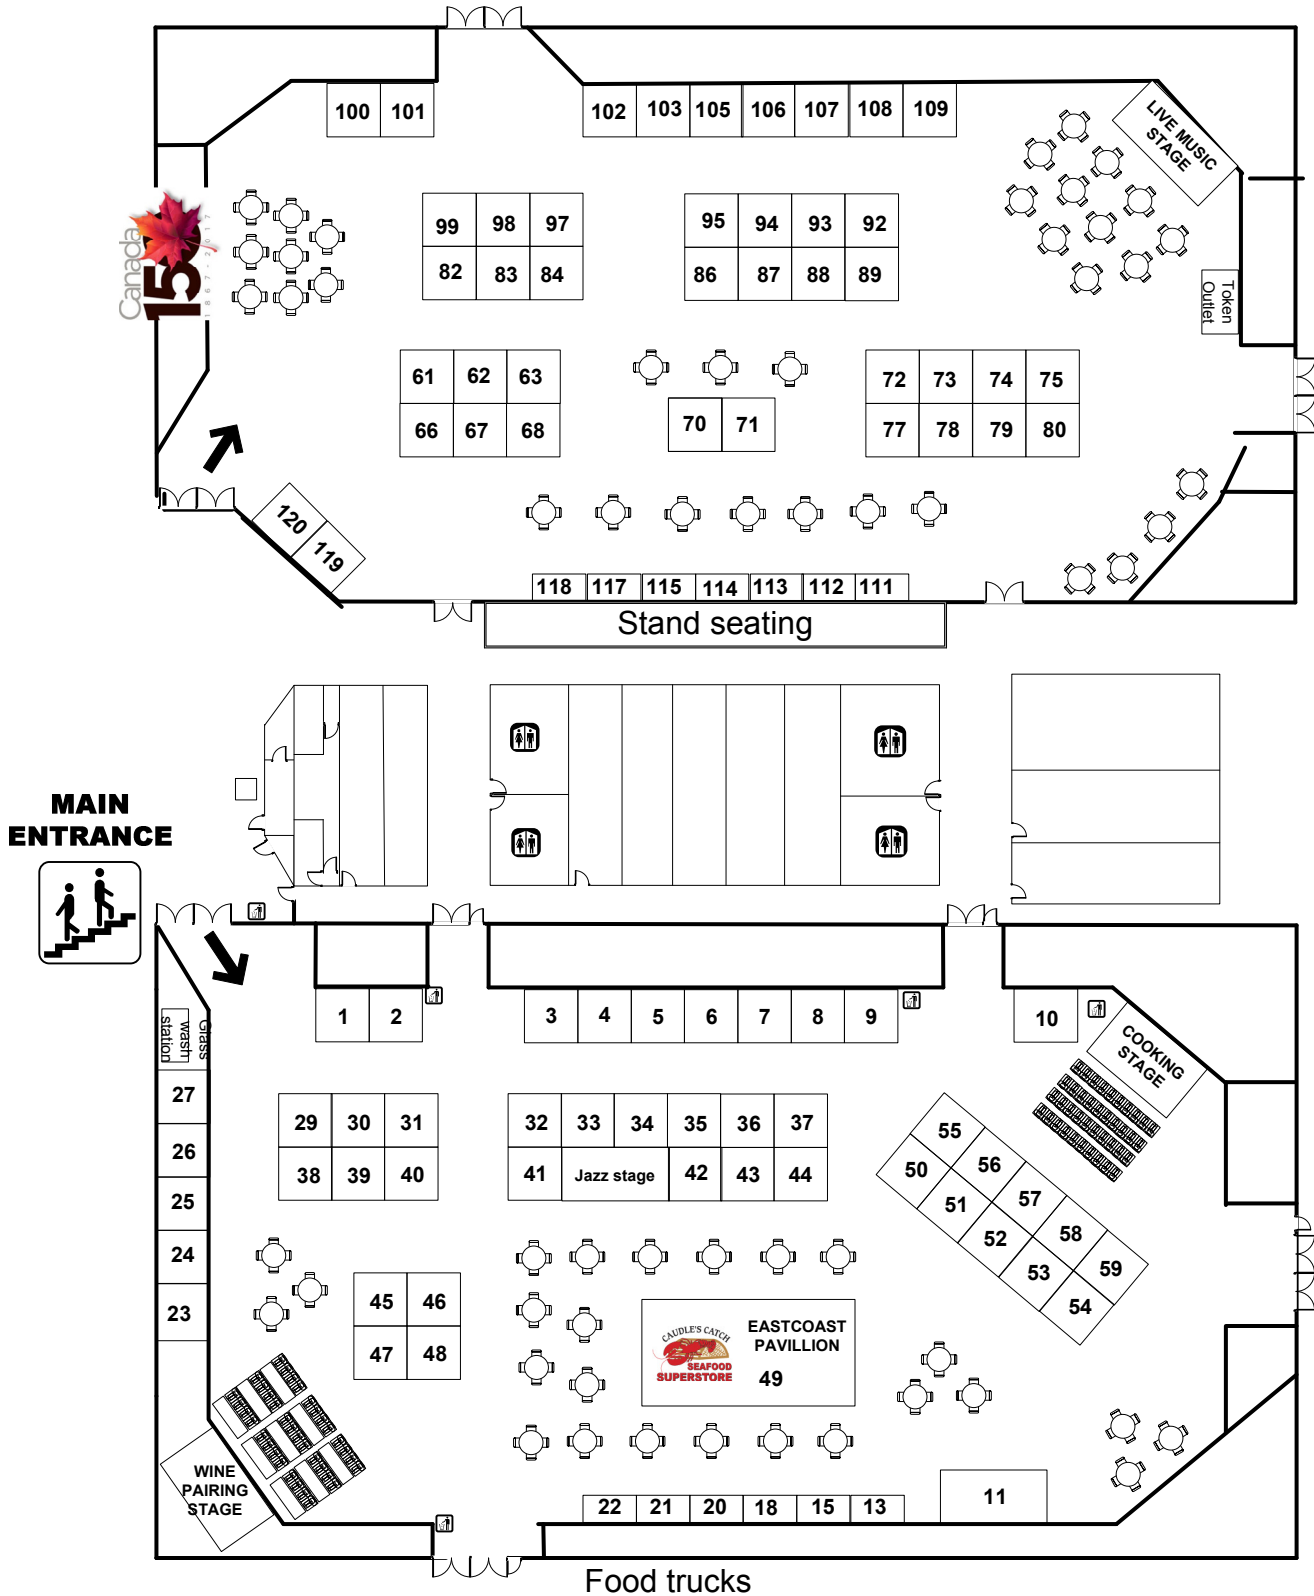 100 101
102 103 105 106 107 108 109
LIVE MUSIC
STAGE
Canada
150
1867-2017
99 98 97
82 83 84
95 94 93 92
86 87 88 89
Token
Outlet
61 62 63
66 67 68
70 71
72 73 74 75
77 78 79 80
120
119
118 117 115 114 113 112 111
Stand seating
MAIN
ENTRANCE
Glass
wash
station
1 2
3 4 5 6 7 8 9
10
COOKING
STAGE
27
26
25
24
23
29 30 31
38 39 40
32 33 34 35 36 37
41 Jazz stage 42 43 44
55 56 57 58 59
50 51 52 53 54
45 46
47 48
CAUDLE'S CATCH
SEAFOOD
SUPERSTORE
EASTCOAST
PAVILLION
49
WINE
PAIRING
STAGE
22 21 20 18 15 13
11
Food trucks